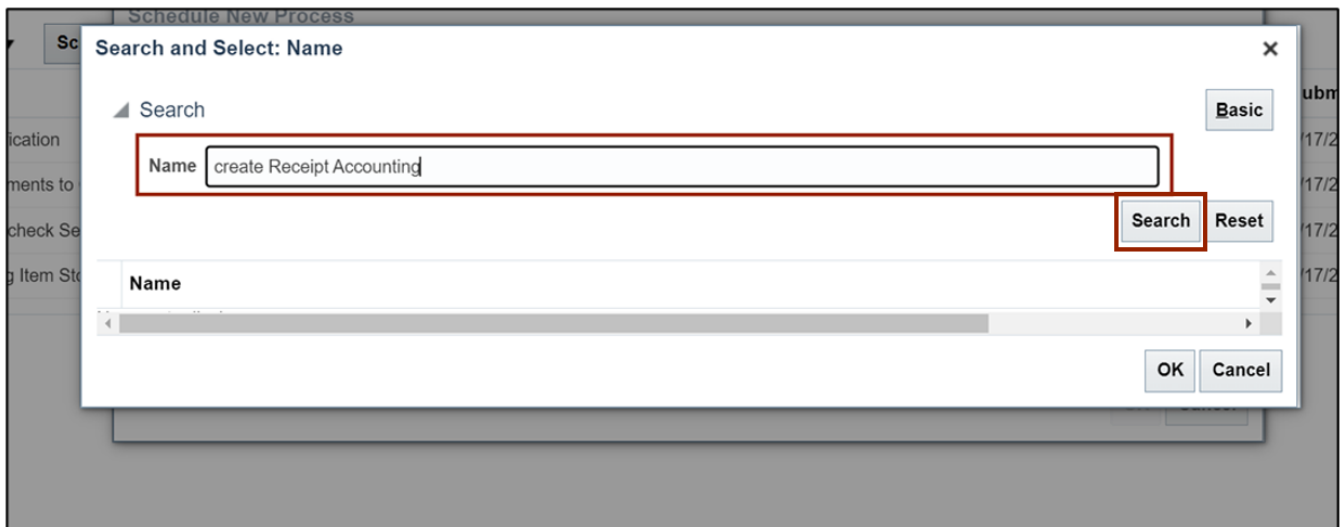 Schedule New Process
Sc
Search and Select: Name
Search
Basic
ubm
ication
/17/2
Name create Receipt Accounting
ments to
/17/2
Search Reset
check Se
/17/2
g Item Sto
/17/2
Name
OK Cancel